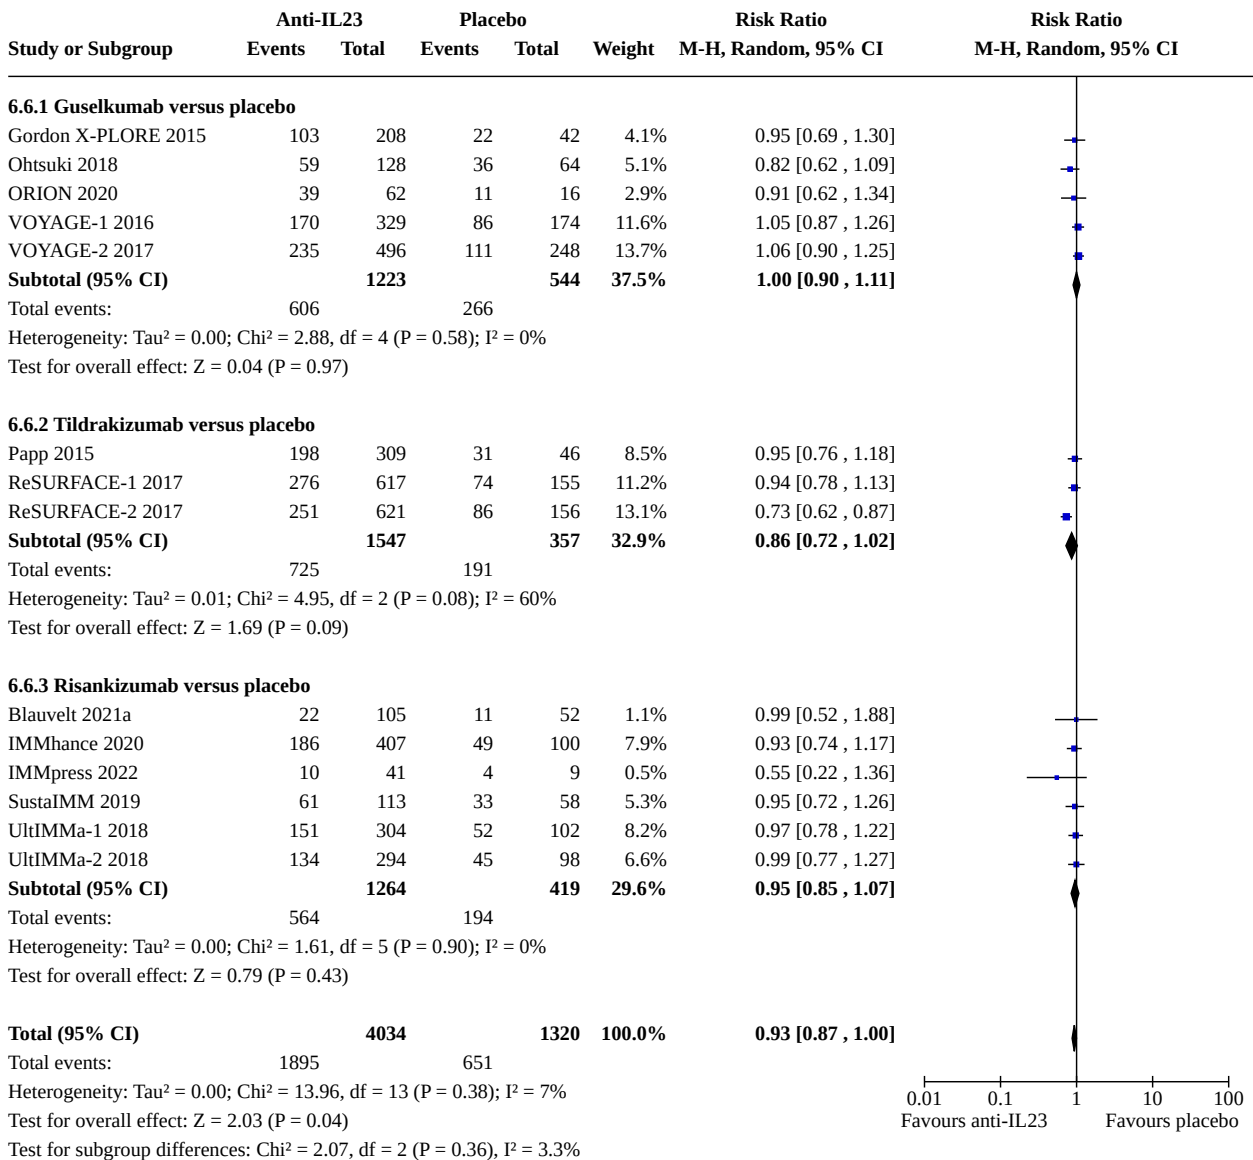 Anti-IL23 Placebo Risk Ratio Risk Ratio
Study or Subgroup Events Total Events Total Weight M-H, Random, 95% CI M-H, Random, 95% CI
6.6.1 Guselkumab versus placebo
Gordon X-PLORE 2015 103 208 22 42 4.1% 0.95 [0.69 , 1.30]
Ohtsuki 2018 59 128 36 64 5.1% 0.82 [0.62 , 1.09]
ORION 2020 39 62 11 16 2.9% 0.91 [0.62 , 1.34]
VOYAGE-1 2016 170 329 86 174 11.6% 1.05 [0.87 , 1.26]
VOYAGE-2 2017 235 496 111 248 13.7% 1.06 [0.90 , 1.25]
Subtotal (95% CI) 1223 544 37.5% 1.00 [0.90 , 1.11]
Total events: 606 266
Heterogeneity: Tau² = 0.00; Chi² = 2.88, df = 4 (P = 0.58); I² = 0%
Test for overall effect: Z = 0.04 (P = 0.97)
6.6.2 Tildrakizumab versus placebo
Papp 2015 198 309 31 46 8.5% 0.95 [0.76 , 1.18]
ReSURFACE-1 2017 276 617 74 155 11.2% 0.94 [0.78 , 1.13]
ReSURFACE-2 2017 251 621 86 156 13.1% 0.73 [0.62 , 0.87]
Subtotal (95% CI) 1547 357 32.9% 0.86 [0.72 , 1.02]
Total events: 725 191
Heterogeneity: Tau² = 0.01; Chi² = 4.95, df = 2 (P = 0.08); I² = 60%
Test for overall effect: Z = 1.69 (P = 0.09)
6.6.3 Risankizumab versus placebo
Blauvelt 2021a 22 105 11 52 1.1% 0.99 [0.52 , 1.88]
IMMhance 2020 186 407 49 100 7.9% 0.93 [0.74 , 1.17]
IMMpress 2022 10 41 4 9 0.5% 0.55 [0.22 , 1.36]
SustaIMM 2019 61 113 33 58 5.3% 0.95 [0.72 , 1.26]
UltIMMa-1 2018 151 304 52 102 8.2% 0.97 [0.78 , 1.22]
UltIMMa-2 2018 134 294 45 98 6.6% 0.99 [0.77 , 1.27]
Subtotal (95% CI) 1264 419 29.6% 0.95 [0.85 , 1.07]
Total events: 564 194
Heterogeneity: Tau² = 0.00; Chi² = 1.61, df = 5 (P = 0.90); I² = 0%
Test for overall effect: Z = 0.79 (P = 0.43)
Total (95% CI) 4034 1320 100.0% 0.93 [0.87 , 1.00]
Total events: 1895 651
Heterogeneity: Tau² = 0.00; Chi² = 13.96, df = 13 (P = 0.38); I² = 7%
0.01 0.1 1 10 100
Test for overall effect: Z = 2.03 (P = 0.04) Favours anti-IL23 Favours placebo
Test for subgroup differences: Chi² = 2.07, df = 2 (P = 0.36), I² = 3.3%